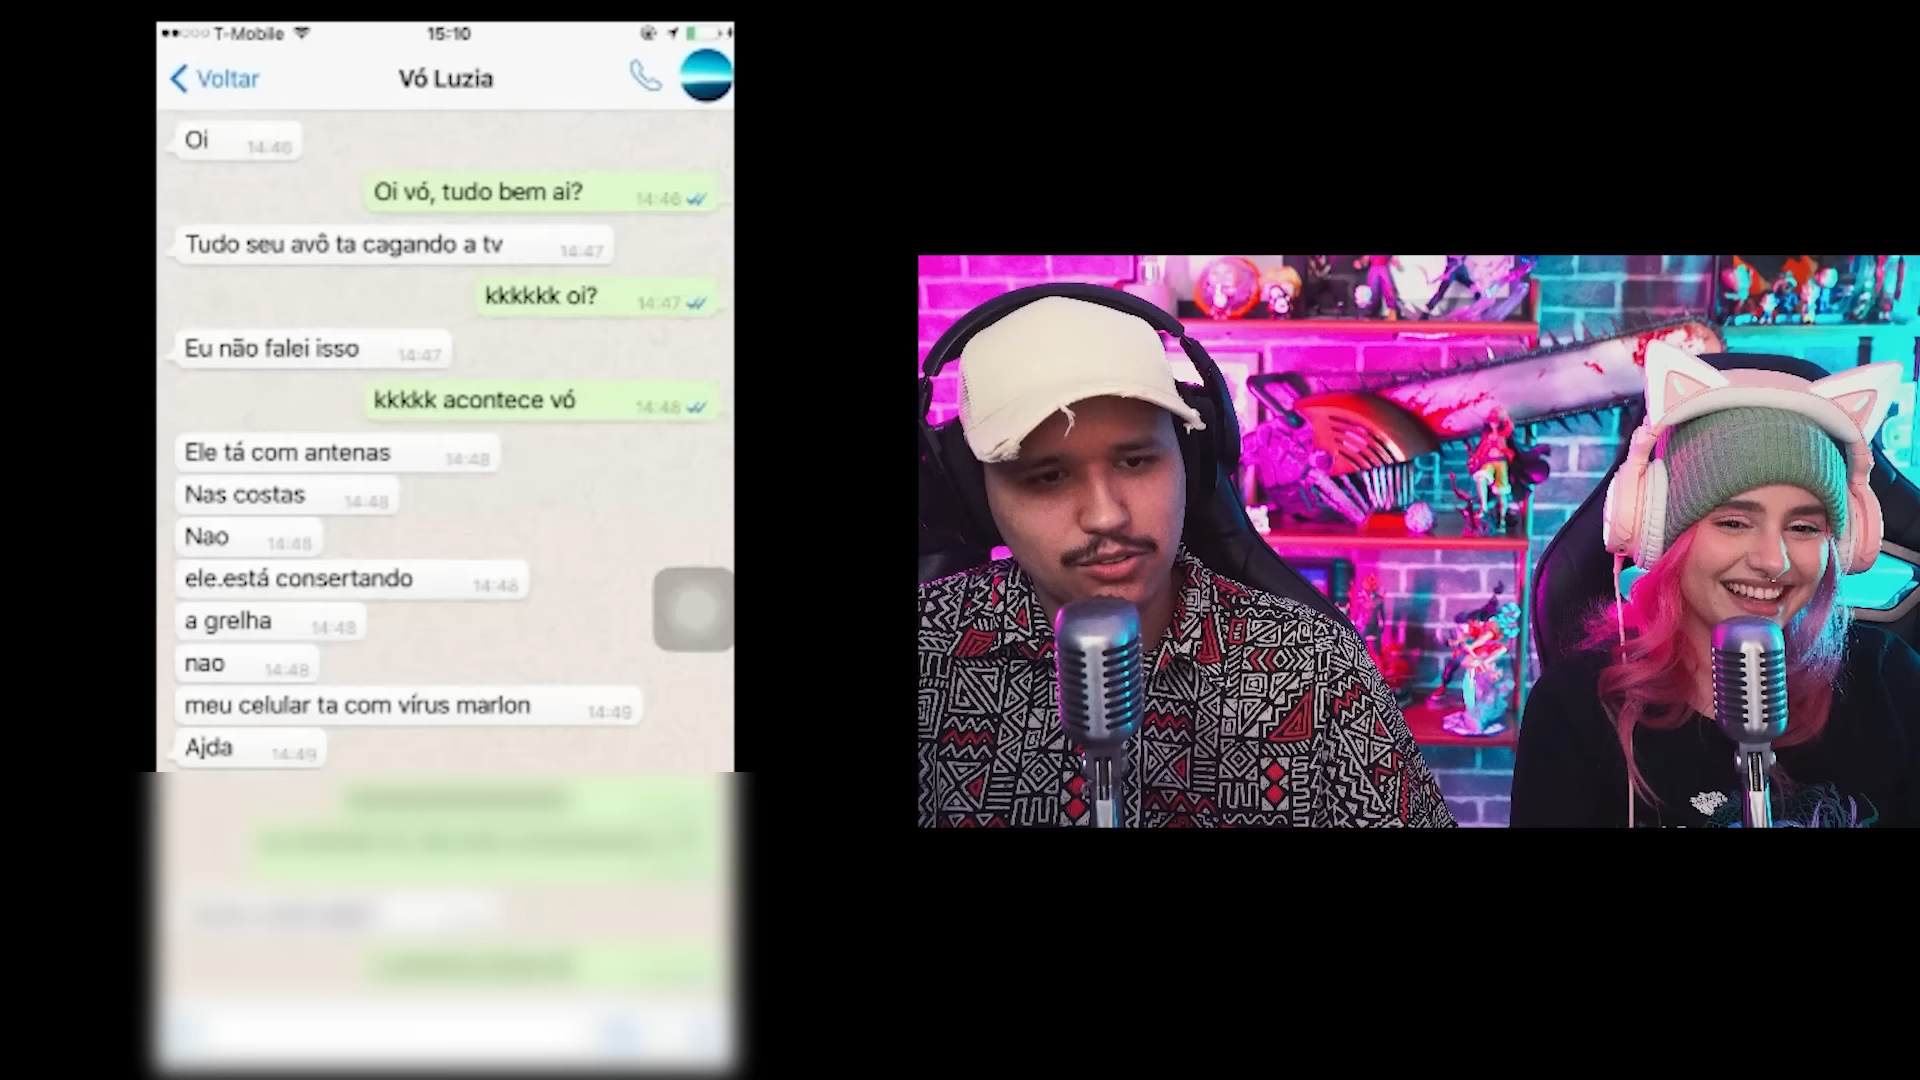 T-Mobile
15:10
Voltar
Vó Luzia
Oi
14:46
Oi vó, tudo bem ai?
14:46
Tudo seu avô ta cagando a tv
14:47
kkkkkk oi?
14:47
Eu não falei isso
14:47
kkkkk acontece vó
14:48
Ele tá com antenas
14:48
Nas costas
14:48
Nao
14:48
ele.está consertando
14:48
a grelha
14:48
nao
14:48
meu celular ta com vírus marlon
14:49
Ajda
14:49